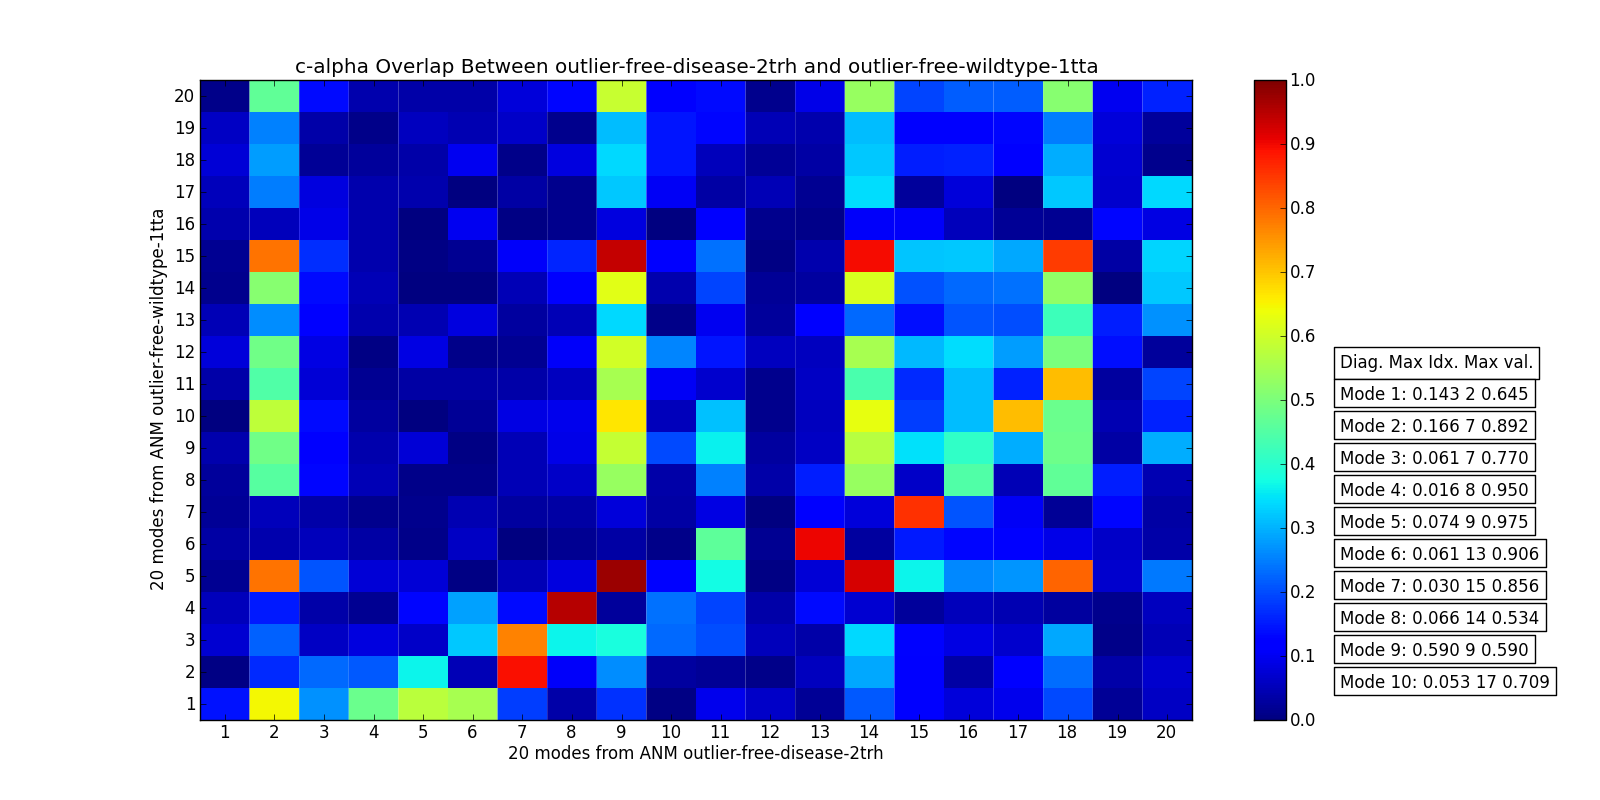 c-alpha Overlap Between outlier-free-disease-2trh and outlier-free-wildtype-1tta
20 modes from ANM outlier-free-wildtype-1tta
20
19
18
17
16
15
14
13
12
11
10
9
8
7
6
5
4
3
2
1
1 2 3 4 5 6 7 8 9 10 11 12 13 14 15 16 17 18 19 20
20 modes from ANM outlier-free-disease-2trh
1.0
0.9
0.8
0.7
0.6
0.5
0.4
0.3
0.2
0.1
0.0
Diag. Max Idx. Max val.
Mode 1: 0.143 2 0.645
Mode 2: 0.166 7 0.892
Mode 3: 0.061 7 0.770
Mode 4: 0.016 8 0.950
Mode 5: 0.074 9 0.975
Mode 6: 0.061 13 0.906
Mode 7: 0.030 15 0.856
Mode 8: 0.066 14 0.534
Mode 9: 0.590 9 0.590
Mode 10: 0.053 17 0.709